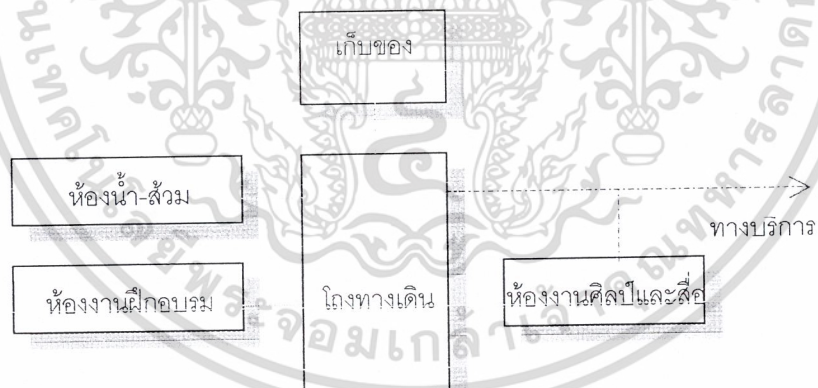 เก็บของ
ห้องน้ำ-ส้วม
ทางบริการ
ห้องงานฝึกอบรม
โถงทางเดิน
ห้องงานศิลป์และสื่อ